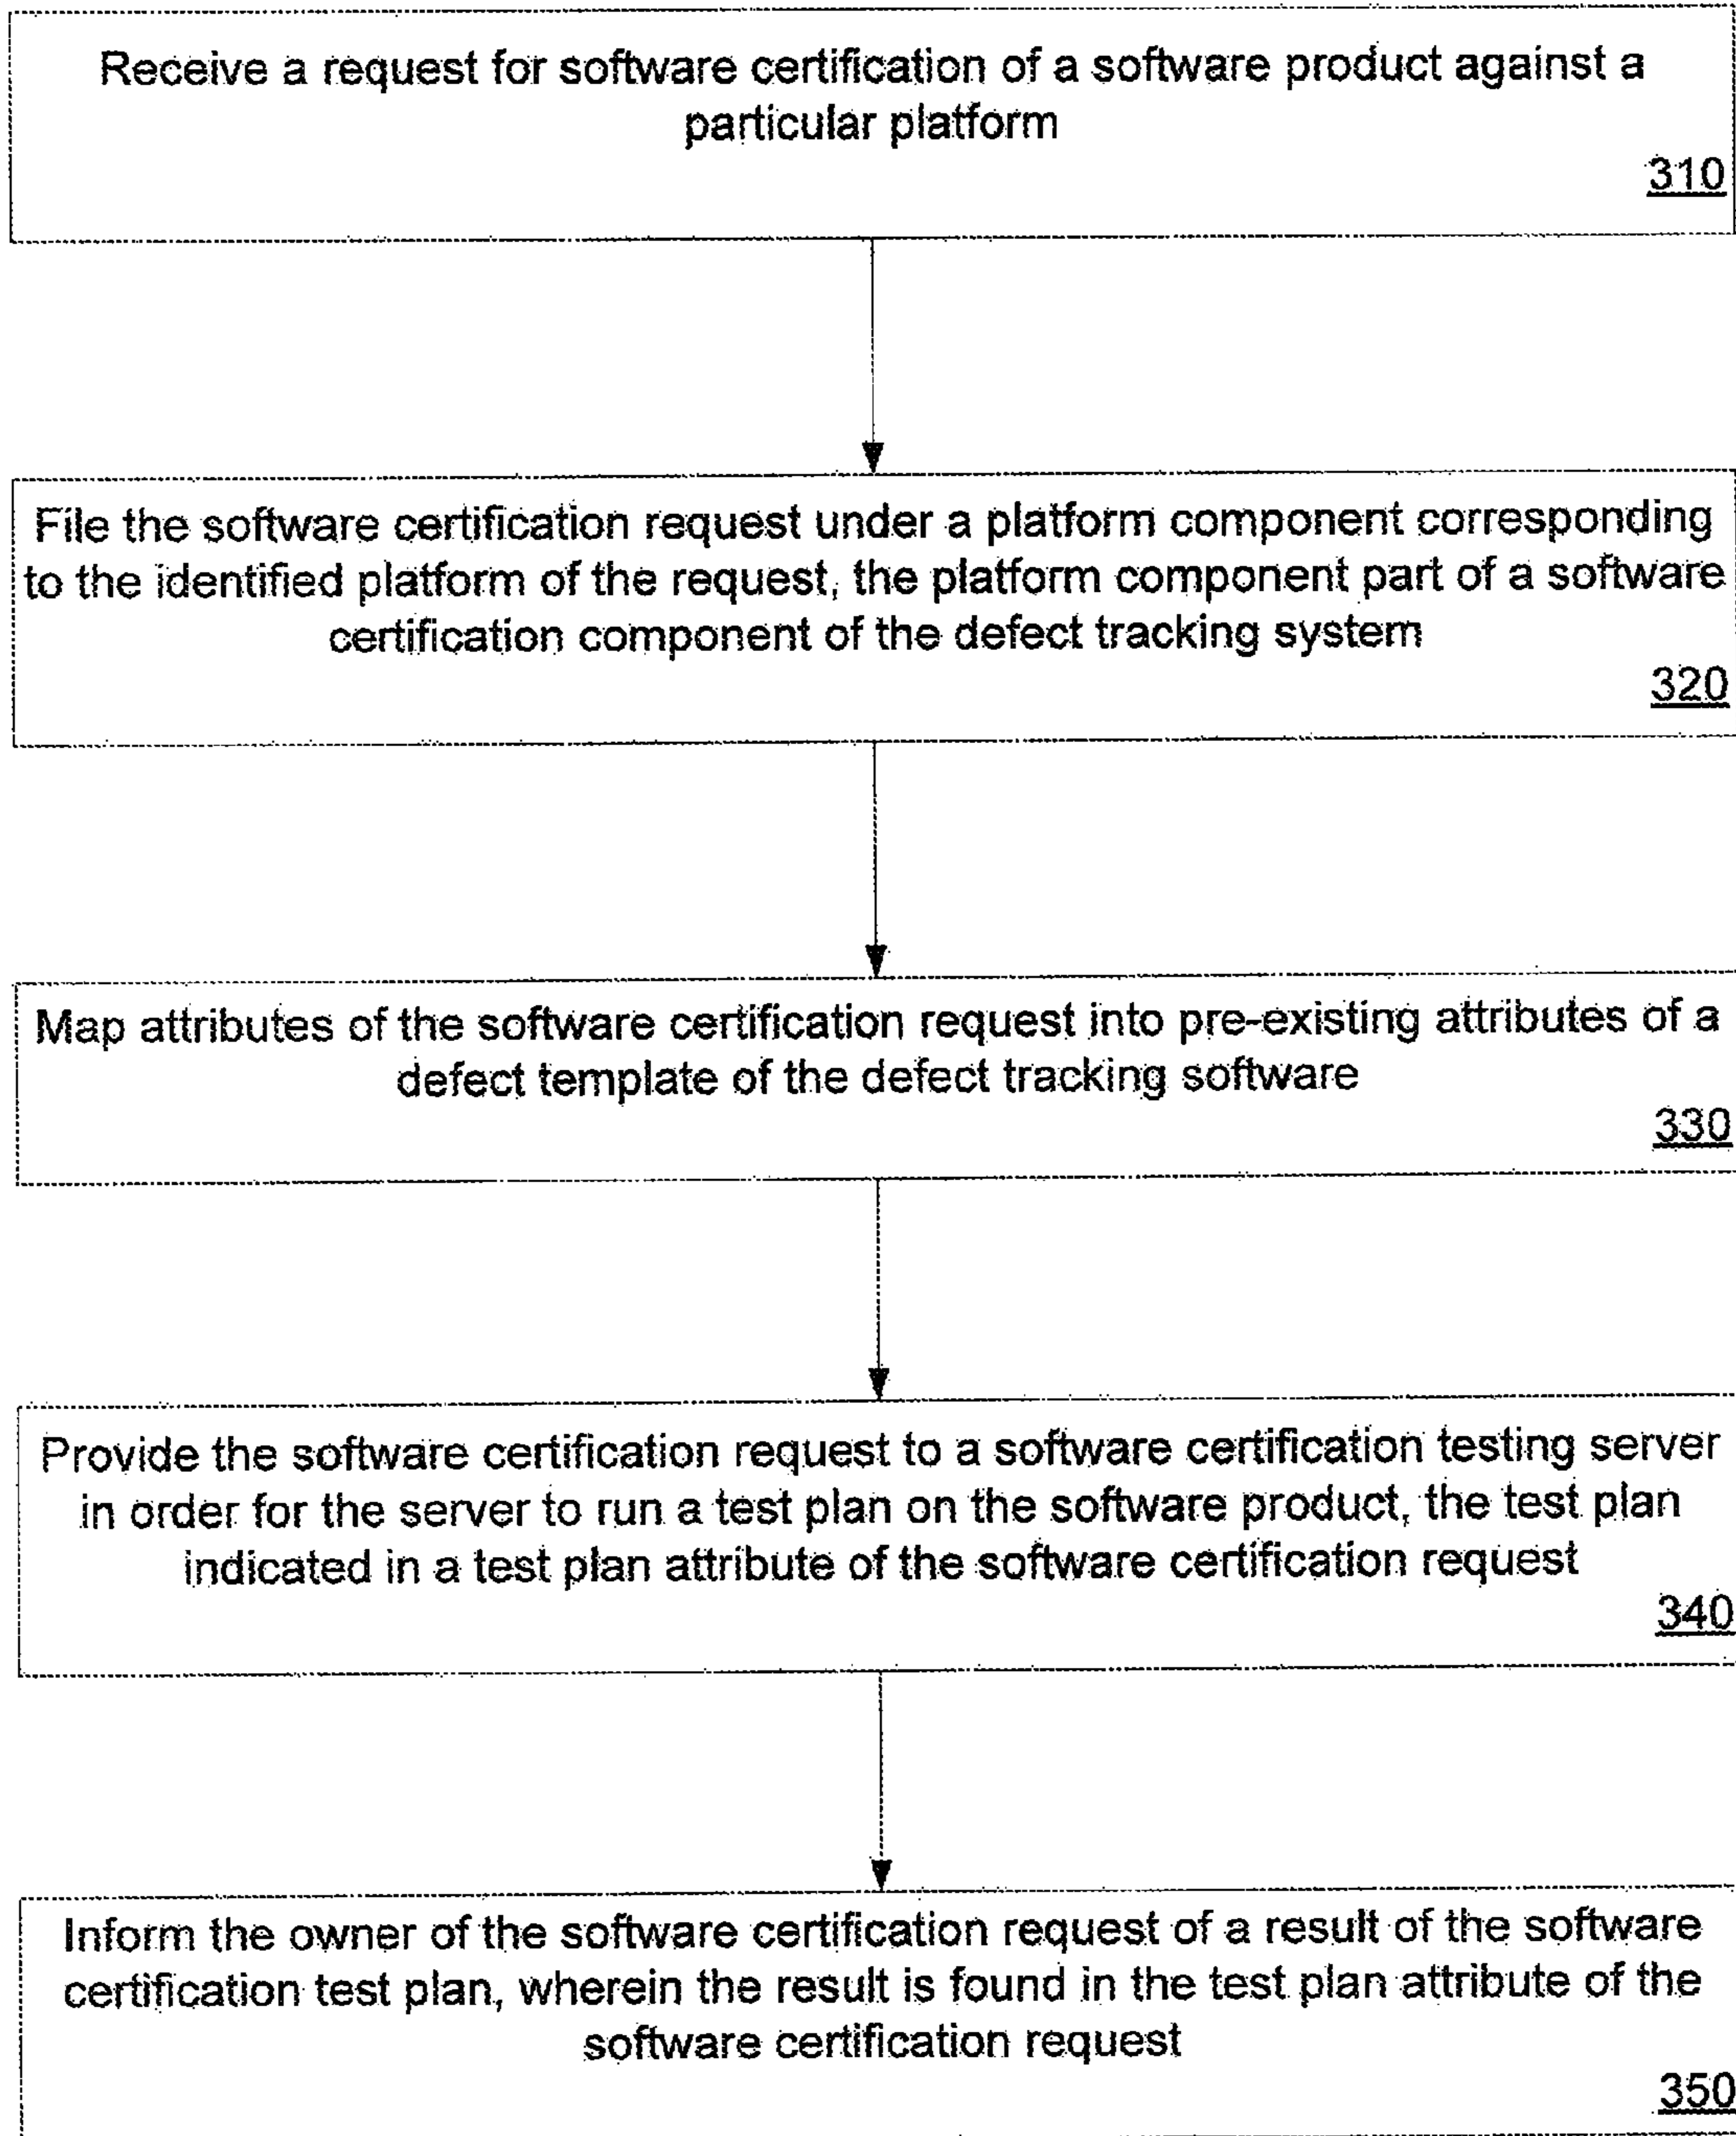 Receive a request for software certification of a software product against a
particular platform
310
File the software certification request under a platform component corresponding
to the identified platform of the request, the platform component part of a software
certification component of the defect tracking system
320
Map attributes of the software certification request into pre-existing attributes of a
defect template of the defect tracking software
330
Provide the software certification request to a software certification testing server
in order for the server to run a test plan on the software product, the test plan
indicated in a test plan attribute of the software certification request
340
Inform the owner of the software certification request of a result of the software
certification test plan, wherein the result is found in the test plan attribute of the
software certification request
350